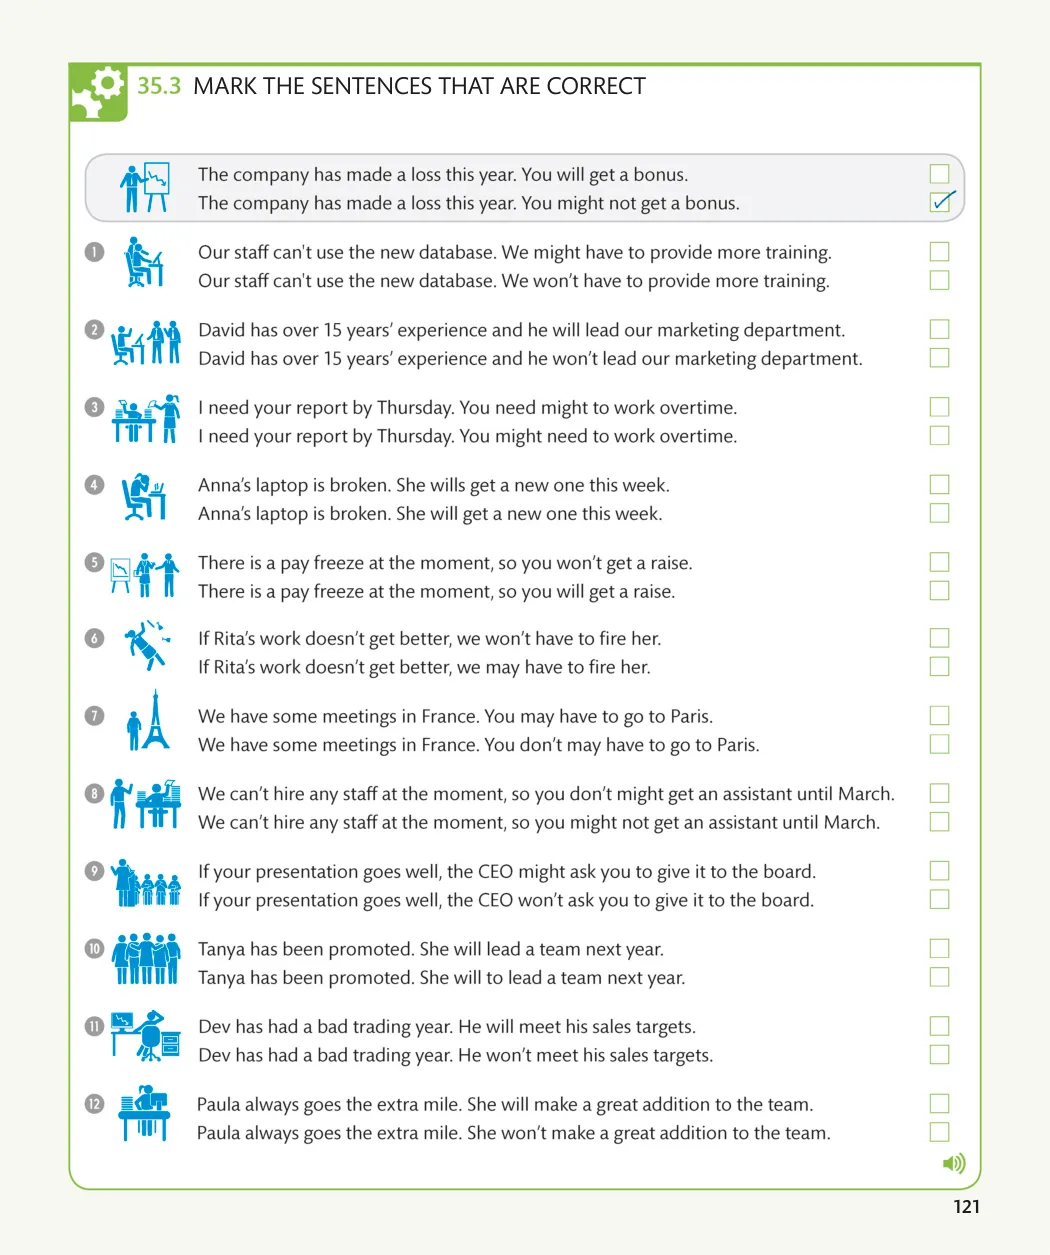 35.3 MARK THE SENTENCES THAT ARE CORRECT
The company has made a loss this year. You will get a bonus.
The company has made a loss this year. You might not get a bonus.
1 Our staff can't use the new database. We might have to provide more training.
Our staff can't use the new database. We won’t have to provide more training.
2 David has over 15 years’ experience and he will lead our marketing department.
David has over 15 years’ experience and he won’t lead our marketing department.
3 I need your report by Thursday. You need might to work overtime.
I need your report by Thursday. You might need to work overtime.
4 Anna’s laptop is broken. She wills get a new one this week.
Anna’s laptop is broken. She will get a new one this week.
5 There is a pay freeze at the moment, so you won’t get a raise.
There is a pay freeze at the moment, so you will get a raise.
6 If Rita’s work doesn’t get better, we won’t have to fire her.
If Rita’s work doesn’t get better, we may have to fire her.
7 We have some meetings in France. You may have to go to Paris.
We have some meetings in France. You don’t may have to go to Paris.
8 We can’t hire any staff at the moment, so you don’t might get an assistant until March.
We can’t hire any staff at the moment, so you might not get an assistant until March.
9 If your presentation goes well, the CEO might ask you to give it to the board.
If your presentation goes well, the CEO won’t ask you to give it to the board.
10 Tanya has been promoted. She will lead a team next year.
Tanya has been promoted. She will to lead a team next year.
11 Dev has had a bad trading year. He will meet his sales targets.
Dev has had a bad trading year. He won’t meet his sales targets.
12 Paula always goes the extra mile. She will make a great addition to the team.
Paula always goes the extra mile. She won’t make a great addition to the team.
121